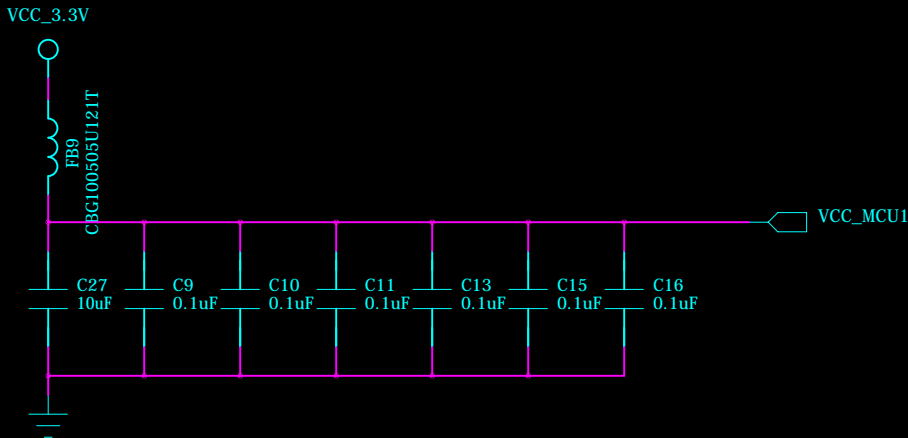 VCC_3.3V
FB9
CBG100505U121T
VCC_MCU1
C27
10uF
C9
0.1uF
C10
0.1uF
C11
0.1uF
C13
0.1uF
C15
0.1uF
C16
0.1uF